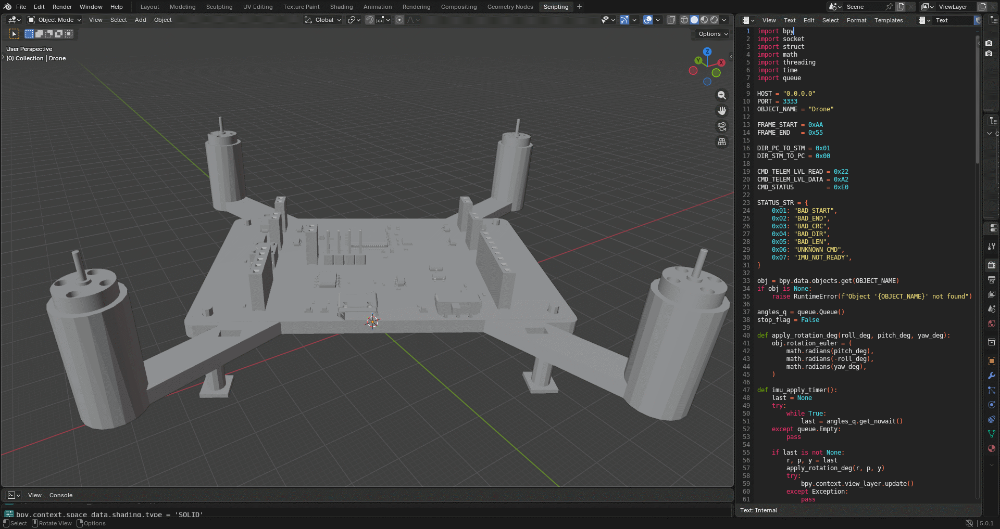 File Edit Render Window Help Layout Modeling Sculpting UV Editing Texture Paint Shading Animation Rendering Compositing Geometry Nodes Scripting + Scene ViewLayer
Object Mode View Select Add Object Global
Options
User Perspective
(0) Collection | Drone
Z
Y
X
View Text Edit Select Format Templates Text
1 import bpy
2 import socket
3 import struct
4 import math
5 import threading
6 import time
7 import queue
8
9 HOST = "0.0.0.0"
10 PORT = 3333
11 OBJECT_NAME = "Drone"
12
13 FRAME_START = 0xAA
14 FRAME_END   = 0x55
15
16 DIR_PC_TO_STM = 0x01
17 DIR_STM_TO_PC = 0x00
18
19 CMD_TELEM_LVL_READ = 0x22
20 CMD_TELEM_LVL_DATA = 0xA2
21 CMD_STATUS         = 0xE0
22
23 STATUS_STR = {
24     0x01: "BAD_START",
25     0x02: "BAD_END",
26     0x03: "BAD_CRC",
27     0x04: "BAD_DIR",
28     0x05: "BAD_LEN",
29     0x06: "UNKNOWN_CMD",
30     0x07: "IMU_NOT_READY",
31 }
32
33 obj = bpy.data.objects.get(OBJECT_NAME)
34 if obj is None:
35     raise RuntimeError(f"Object '{OBJECT_NAME}' not found")
36
37 angles_q = queue.Queue()
38 stop_flag = False
39
40 def apply_rotation_deg(roll_deg, pitch_deg, yaw_deg):
41     obj.rotation_euler = (
42         math.radians(pitch_deg),
43         math.radians(-roll_deg),
44         math.radians(yaw_deg),
45     )
46
47 def imu_apply_timer():
48     last = None
49     try:
50         while True:
51             last = angles_q.get_nowait()
52     except queue.Empty:
53         pass
54
55     if last is not None:
56         r, p, y = last
57         apply_rotation_deg(r, p, y)
58         try:
59             bpy.context.view_layer.update()
60         except Exception:
61             pass
Text: Internal
View Console
bpy.context.space_data.shading.type = 'SOLID'
Select Rotate View Options 5.0.1